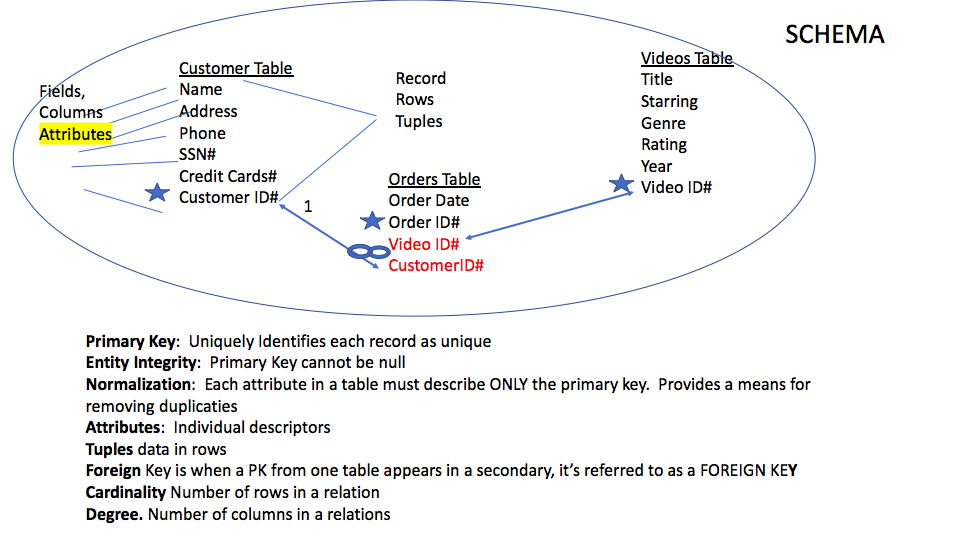 SCHEMA
Fields,
Columns
Attributes
Customer Table
Name
Address
Phone
SSN#
Credit Cards#
Customer ID#
1
Record
Rows
Tuples
Orders Table
Order Date
Order ID#
Video ID#
CustomerID#
Videos Table
Title
Starring
Genre
Rating
Year
Video ID#
Primary Key:  Uniquely Identifies each record as unique
Entity Integrity:  Primary Key cannot be null
Normalization:  Each attribute in a table must describe ONLY the primary key.  Provides a means for
removing duplicaties
Attributes:  Individual descriptors
Tuples data in rows
Foreign Key is when a PK from one table appears in a secondary, it’s referred to as a FOREIGN KEY
Cardinality Number of rows in a relation
Degree. Number of columns in a relations